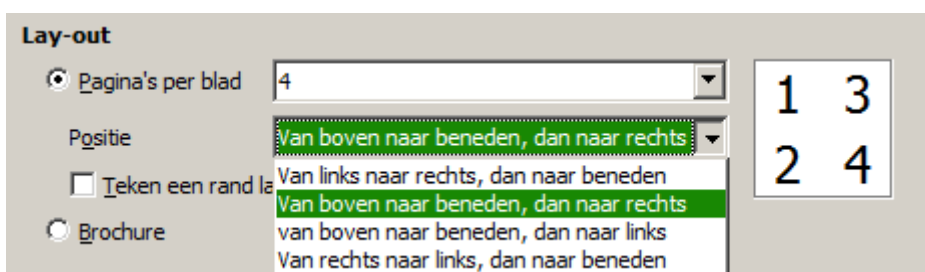 Lay-out
Pagina's per blad 4
1 3
Positie Van boven naar beneden, dan naar rechts
2 4
Teken een rand la
Van links naar rechts, dan naar beneden
Van boven naar beneden, dan naar rechts
Brochure
van boven naar beneden, dan naar links
Van rechts naar links, dan naar beneden